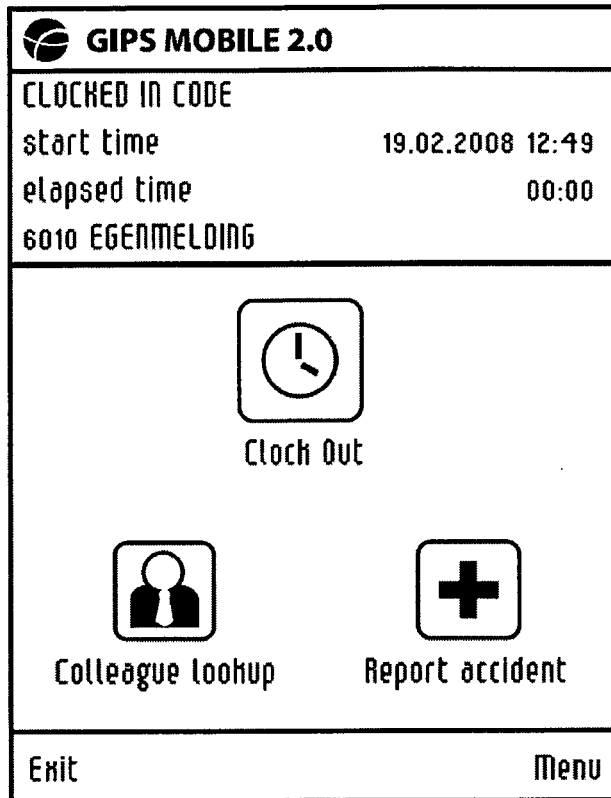 GIPS MOBILE 2.0
CLOCKED IN CODE
start time 19.02.2008 12:49
elapsed time 00:00
6010 EGENMELDING
Clock Out
Colleague lookup Report accident
Exit Menu